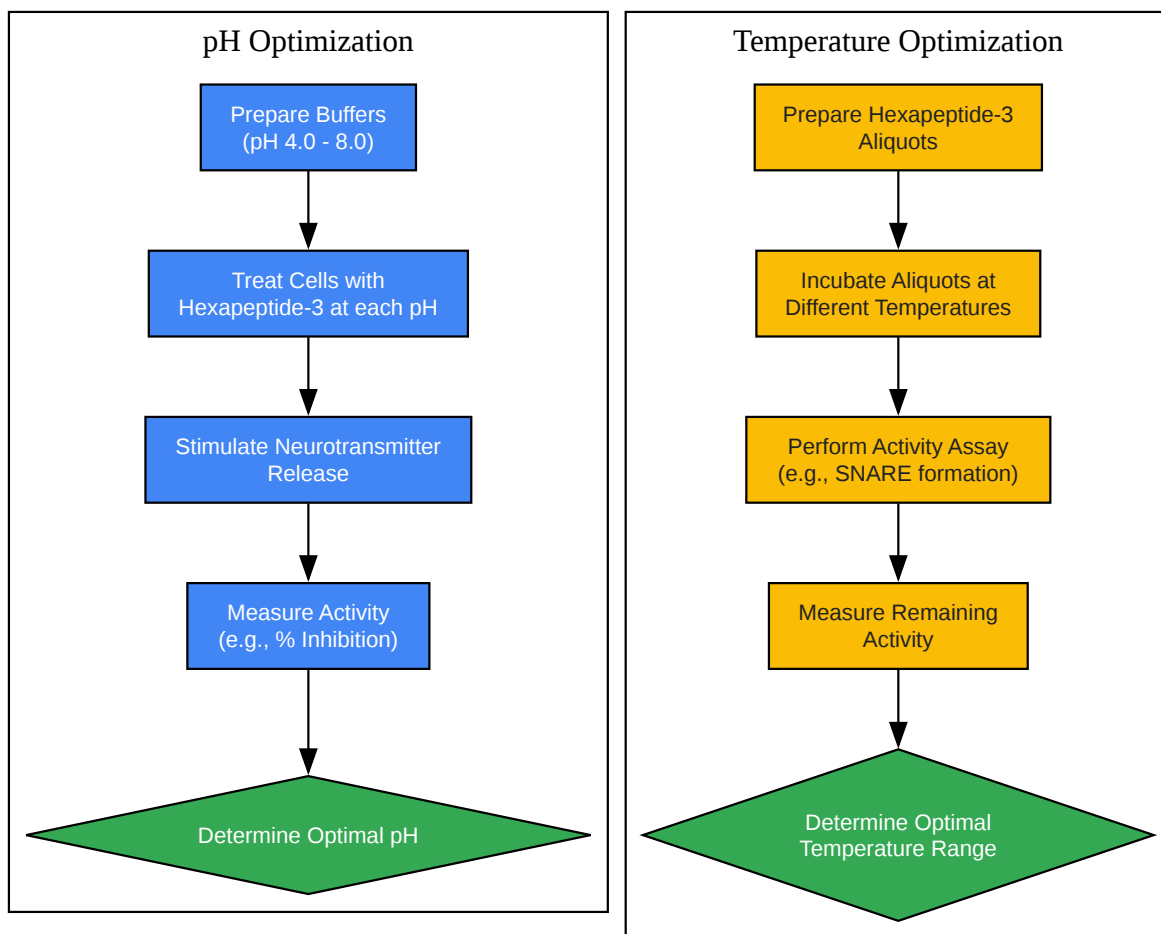 pH Optimization
Prepare Buffers
(pH 4.0 - 8.0)
Treat Cells with
Hexapeptide-3 at each pH
Stimulate Neurotransmitter
Release
Measure Activity
(e.g., % Inhibition)
Determine Optimal pH
Temperature Optimization
Prepare Hexapeptide-3
Aliquots
Incubate Aliquots at
Different Temperatures
Perform Activity Assay
(e.g., SNARE formation)
Measure Remaining
Activity
Determine Optimal
Temperature Range